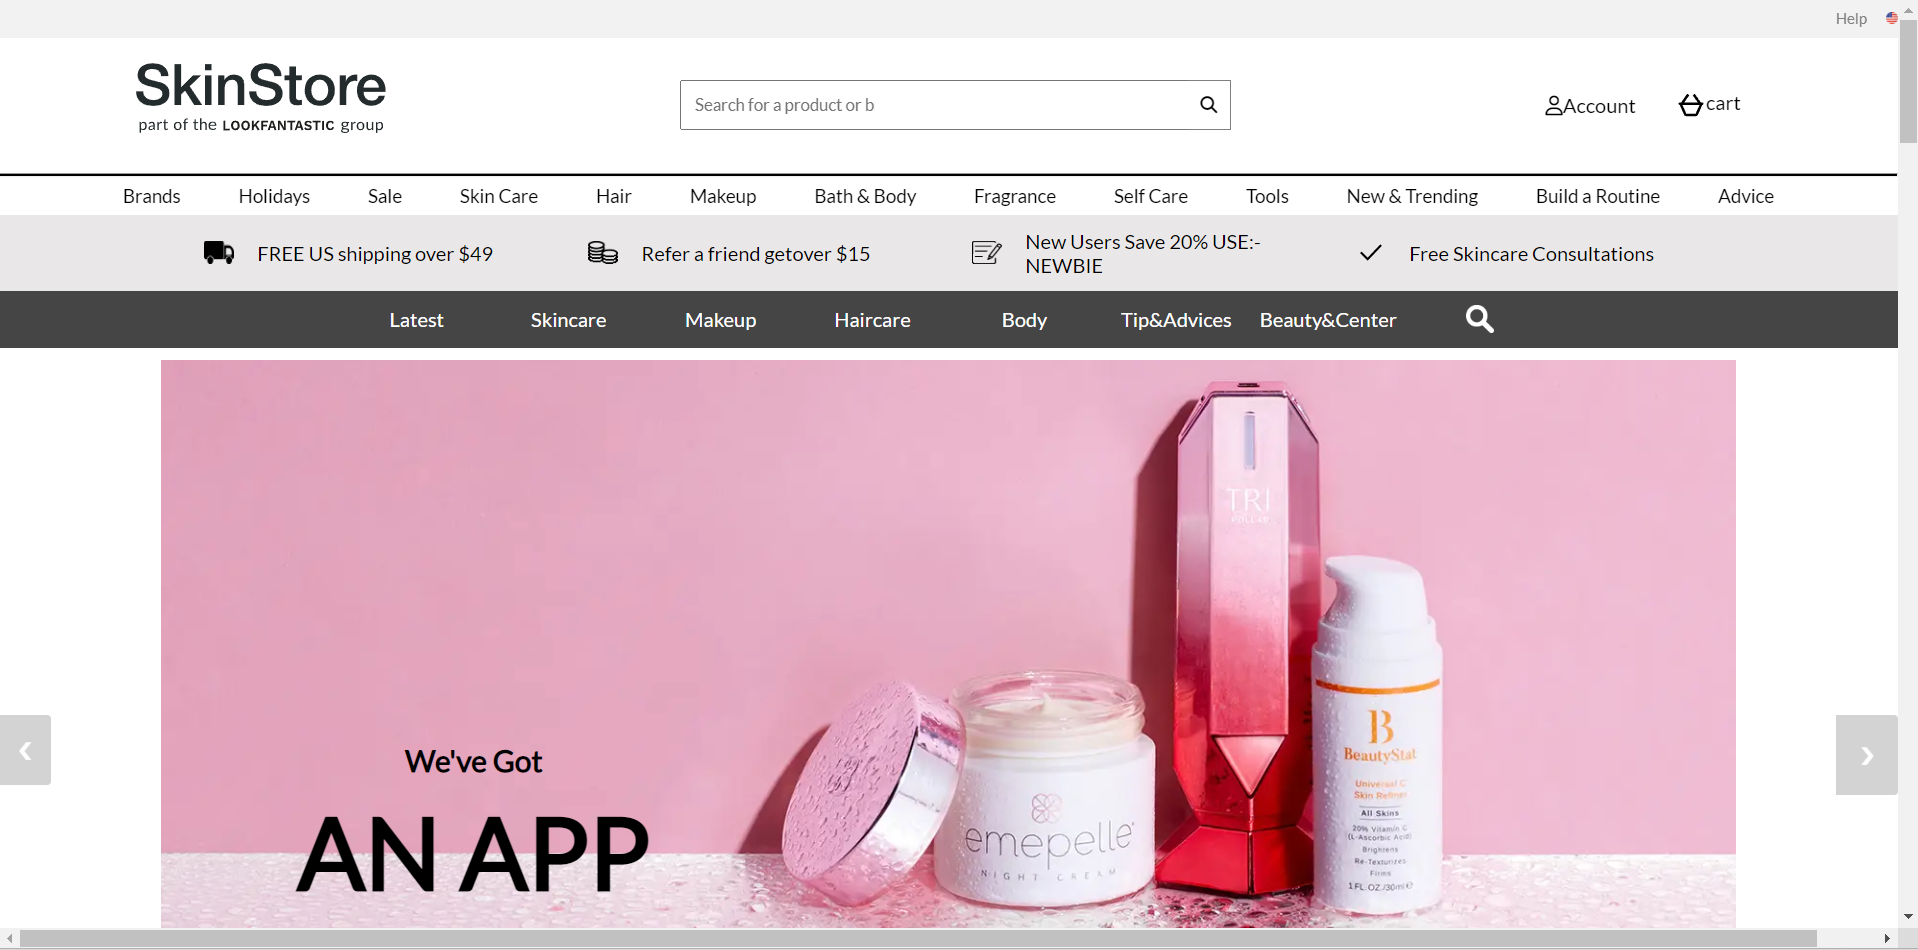 Help
SkinStore
part of the LOOKFANTASTIC group
Search for a product or b
Account
cart
Brands Holidays Sale Skin Care Hair Makeup Bath & Body Fragrance Self Care Tools New & Trending Build a Routine Advice
FREE US shipping over $49
Refer a friend getover $15
New Users Save 20% USE:-
NEWBIE
Free Skincare Consultations
Latest Skincare Makeup Haircare Body Tip&Advices Beauty&Center
We've Got
AN APP
TRI
POLLAR
emepelle
NIGHT CREAM
B
BeautyStat
Universal C
Skin Refiner
All Skins
20% Vitamin C
(L-Ascorbic Acid)
Brightens
Re-Texturizes
Firms
1 FL.OZ./30ml e